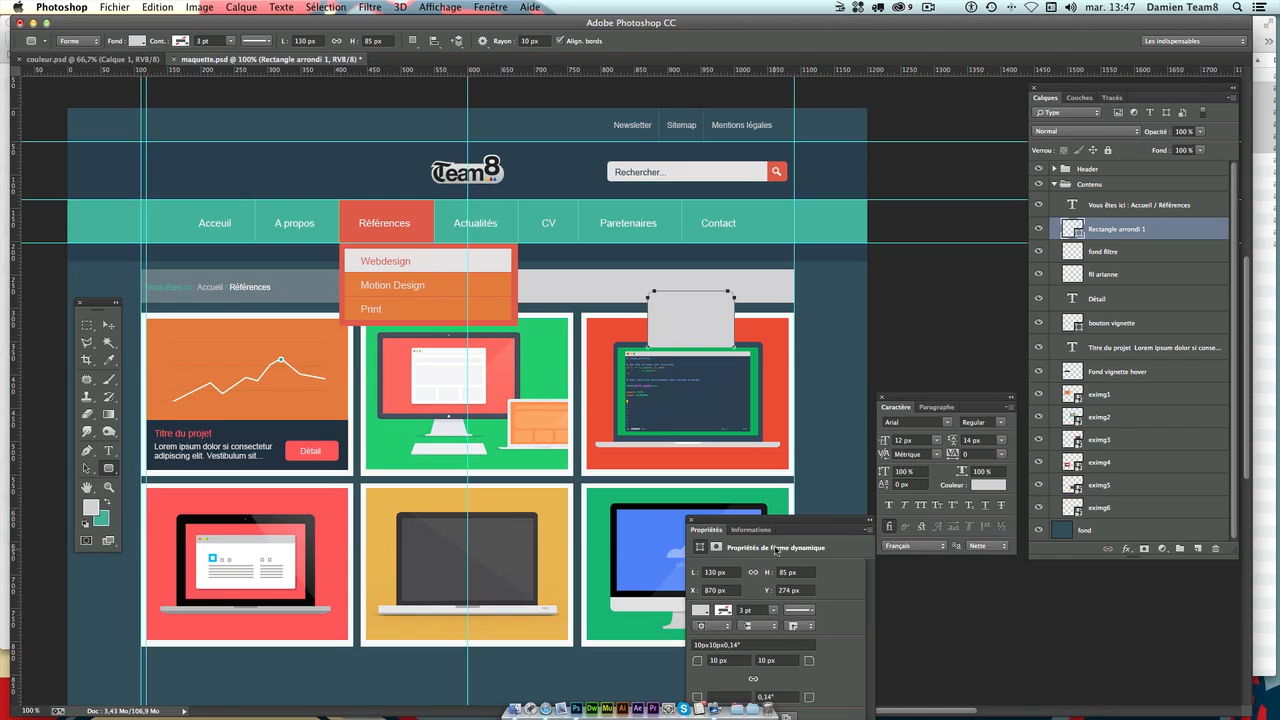 Photoshop Fichier Edition Image Calque Texte Sélection Filtre 3D Affichage Fenêtre Aide
9 mar. 13:47 Damien Team8
Adobe Photoshop CC
Forme Fond : Cont. : 3 pt L : 130 px H : 85 px Rayon : 10 px Align. bords Les indispensables
couleur.psd @ 66,7% (Calque 1, RVB/8) maquette.psd @ 100% (Rectangle arrondi 1, RVB/8) *
Newsletter Sitemap Mentions légales
Team8
Rechercher...
Acceuil A propos Références Actualités CV Paretenaires Contact
Webdesign
Motion Design
Print
Vous êtes ici : Accueil / Références
Titre du projet
Lorem ipsum dolor si consectetur
adipiscing elit. Vestibulum sit...
Détail
Calques Couches Tracés
Type
Normal Opacité : 100 %
Verrou : Fond : 100 %
Header
Contenu
Vous êtes ici : Accueil / Références
Rectangle arrondi 1
fond filtre
fil arianne
Détail
bouton vignette
Titre du projet Lorem ipsum do...
Fond vignette hover
eximg1
eximg2
eximg3
eximg4
eximg5
eximg6
fond
Caractère Paragraphe
Arial Regular
12 px 14 px
Métrique 0
100 % 100 %
0 px Couleur :
Français Nette
Propriétés Informations
Propriétés de forme dynamique
L : 130 px H : 85 px
X : 870 px Y : 274 px
3 pt
10px10px0,14°
10 px 10 px
0,14°
100 % Doc : 3,43 Mo/106,9 Mo